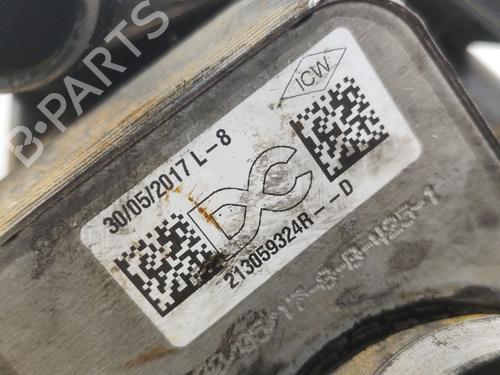 B-PARTS
ICW
30/05/2017 L-8
213059324R--D